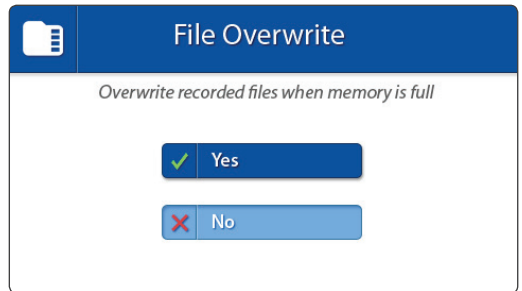 File Overwrite
Overwrite recorded files when memory is full
Yes
No